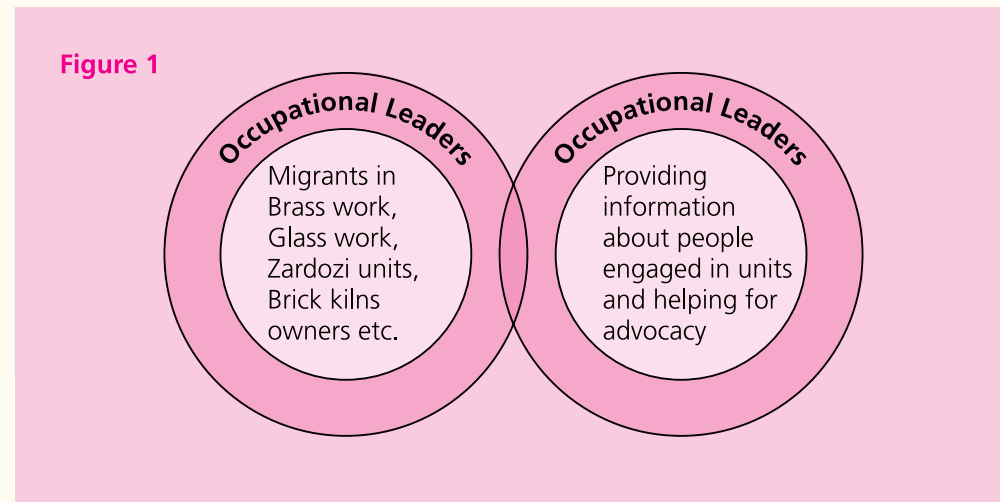 Figure 1
Occupational Leaders
Migrants in
Brass work,
Glass work,
Zardozi units,
Brick kilns
owners etc.
Occupational Leaders
Providing
information
about people
engaged in units
and helping for
advocacy